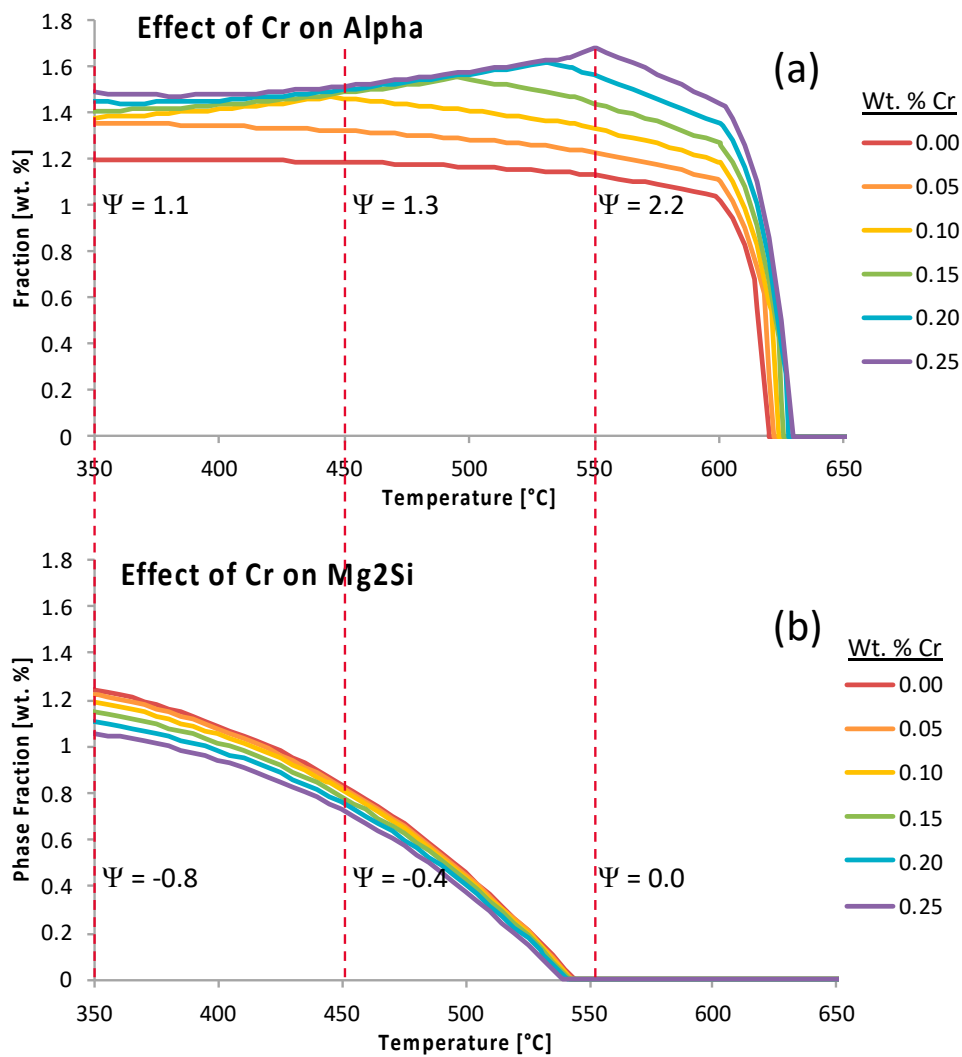 Effect of Cr on Alpha
(a)
Fraction [wt. %]
1.8
1.6
1.4
1.2
1
0.8
0.6
0.4
0.2
0
Ψ = 1.1
Ψ = 1.3
Ψ = 2.2
350
400
450
500
550
600
650
Temperature [°C]
Wt. % Cr
0.00
0.05
0.10
0.15
0.20
0.25
Effect of Cr on Mg2Si
(b)
Phase Fraction [wt. %]
1.8
1.6
1.4
1.2
1
0.8
0.6
0.4
0.2
0
Ψ = -0.8
Ψ = -0.4
Ψ = 0.0
350
400
450
500
550
600
650
Temperature [°C]
Wt. % Cr
0.00
0.05
0.10
0.15
0.20
0.25